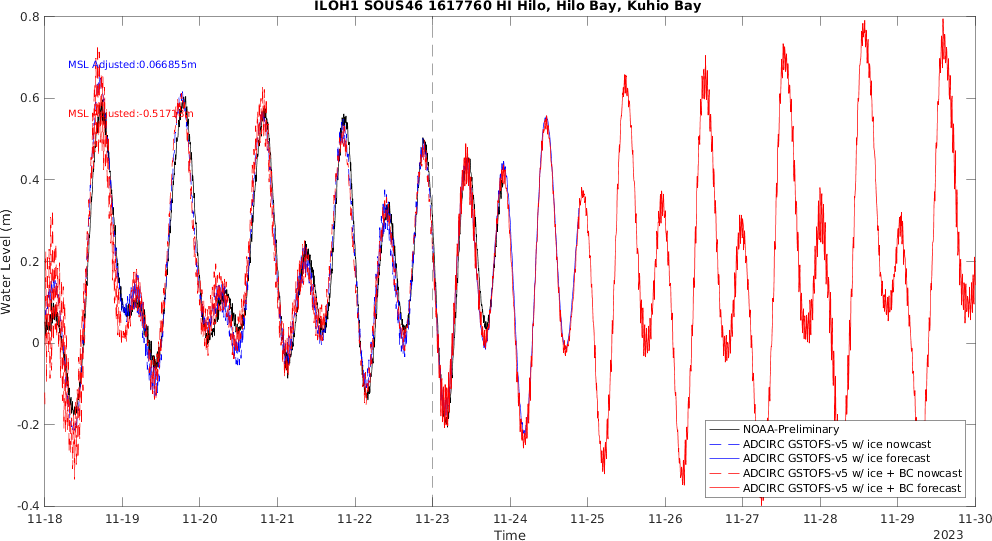 ILOH1 SOUS46 1617760 HI Hilo, Hilo Bay, Kuhio Bay
0.8
0.6
0.4
0.2
0
-0.2
-0.4
Water Level (m)
MSL Adjusted:0.066855m
MSL Adjusted:
NOAA-Preliminary
ADCIRC GSTOFS-v5 w/ ice nowcast
ADCIRC GSTOFS-v5 w/ ice forecast
ADCIRC GSTOFS-v5 w/ ice + BC nowcast
ADCIRC GSTOFS-v5 w/ ice + BC forecast
11-18 11-19 11-20 11-21 11-22 11-23 11-24 11-25 11-26 11-27 11-28 11-29 11-30
Time
2023